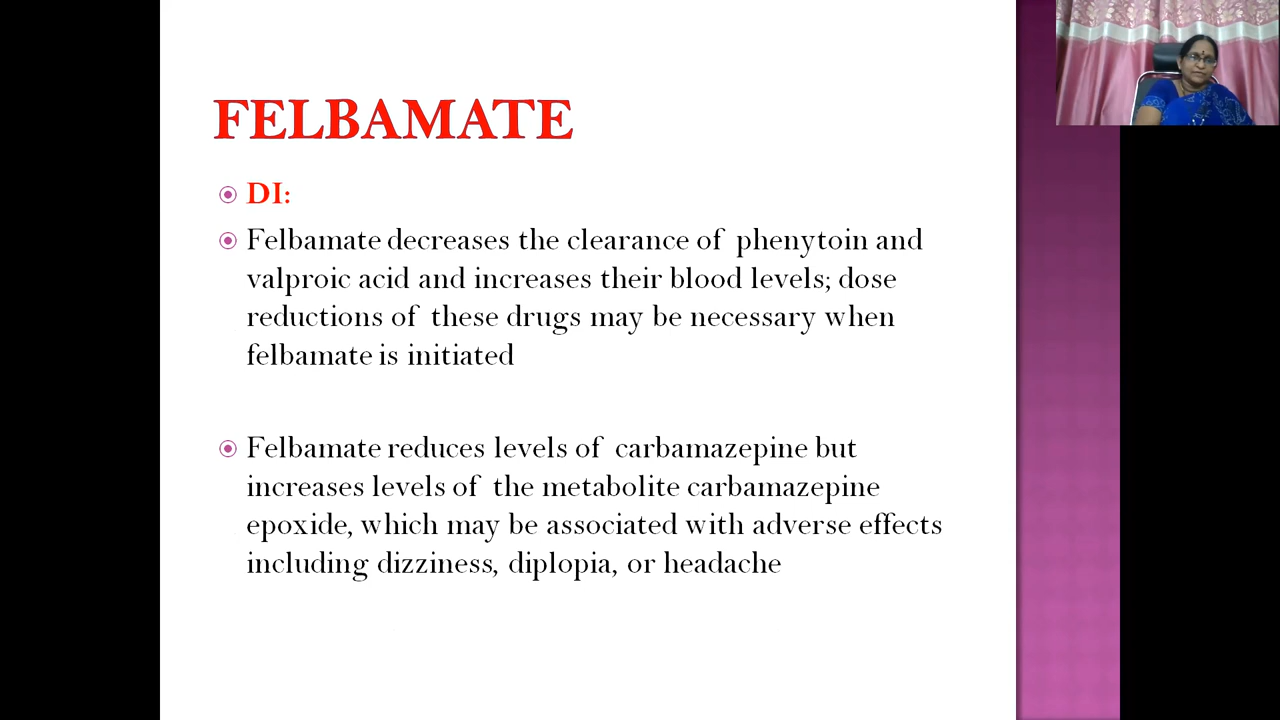 FELBAMATE
DI:
Felbamate decreases the clearance of phenytoin and
valproic acid and increases their blood levels; dose
reductions of these drugs may be necessary when
felbamate is initiated
Felbamate reduces levels of carbamazepine but
increases levels of the metabolite carbamazepine
epoxide, which may be associated with adverse effects
including dizziness, diplopia, or headache